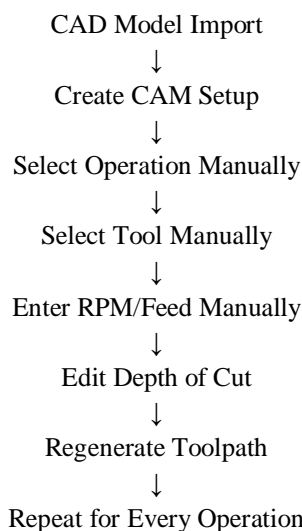 CAD Model Import
↓
Create CAM Setup
↓
Select Operation Manually
↓
Select Tool Manually
↓
Enter RPM/Feed Manually
↓
Edit Depth of Cut
↓
Regenerate Toolpath
↓
Repeat for Every Operation